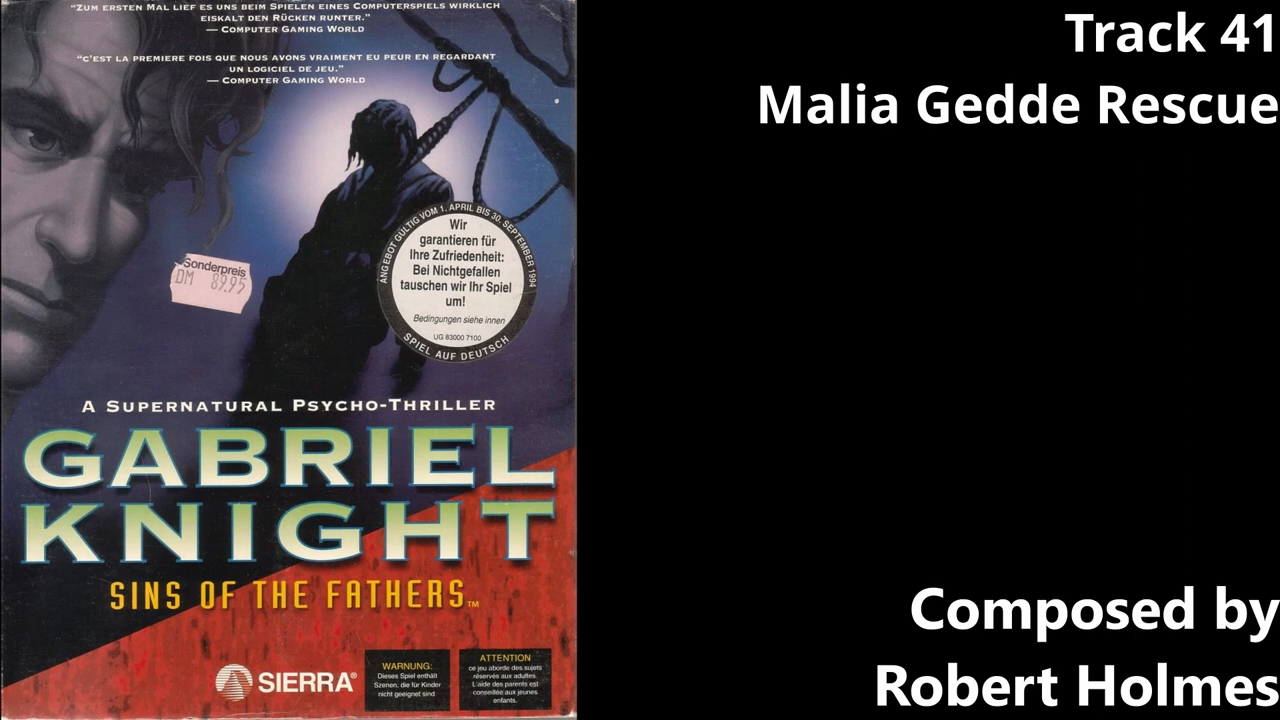 “ZUM ERSTEN MAL LIEF ES UNS BEIM SPIELEN EINES COMPUTERSPIELS WIRKLICH
EISKALT DEN RÜCKEN RUNTER.”
— COMPUTER GAMING WORLD
“C'EST LA PREMIERE FOIS QUE NOUS AVONS VRAIMENT EU PEUR EN REGARDANT
UN LOGICIEL DE JEU.”
— COMPUTER GAMING WORLD
Sonderpreis
DM 89.95
ANGEBOT GÜLTIG VOM 1. APRIL BIS 30. SEPTEMBER 1994
Wir
garantieren für
Ihre Zufriedenheit:
Bei Nichtgefallen
tauschen wir Ihr Spiel
um!
Bedingungen siehe innen
UG 83000 7100
SPIEL AUF DEUTSCH
A SUPERNATURAL PSYCHO-THRILLER
GABRIEL
KNIGHT
SINS OF THE FATHERS™
SIERRA®
WARNUNG:
Dieses Spiel enthält
Szenen, die für Kinder
nicht geeignet sind
ATTENTION
ce jeu aborde des sujets
réservés aux adultes.
L'aide des parents est
conseillée aux jeunes
enfants.
Track 41
Malia Gedde Rescue
Composed by
Robert Holmes